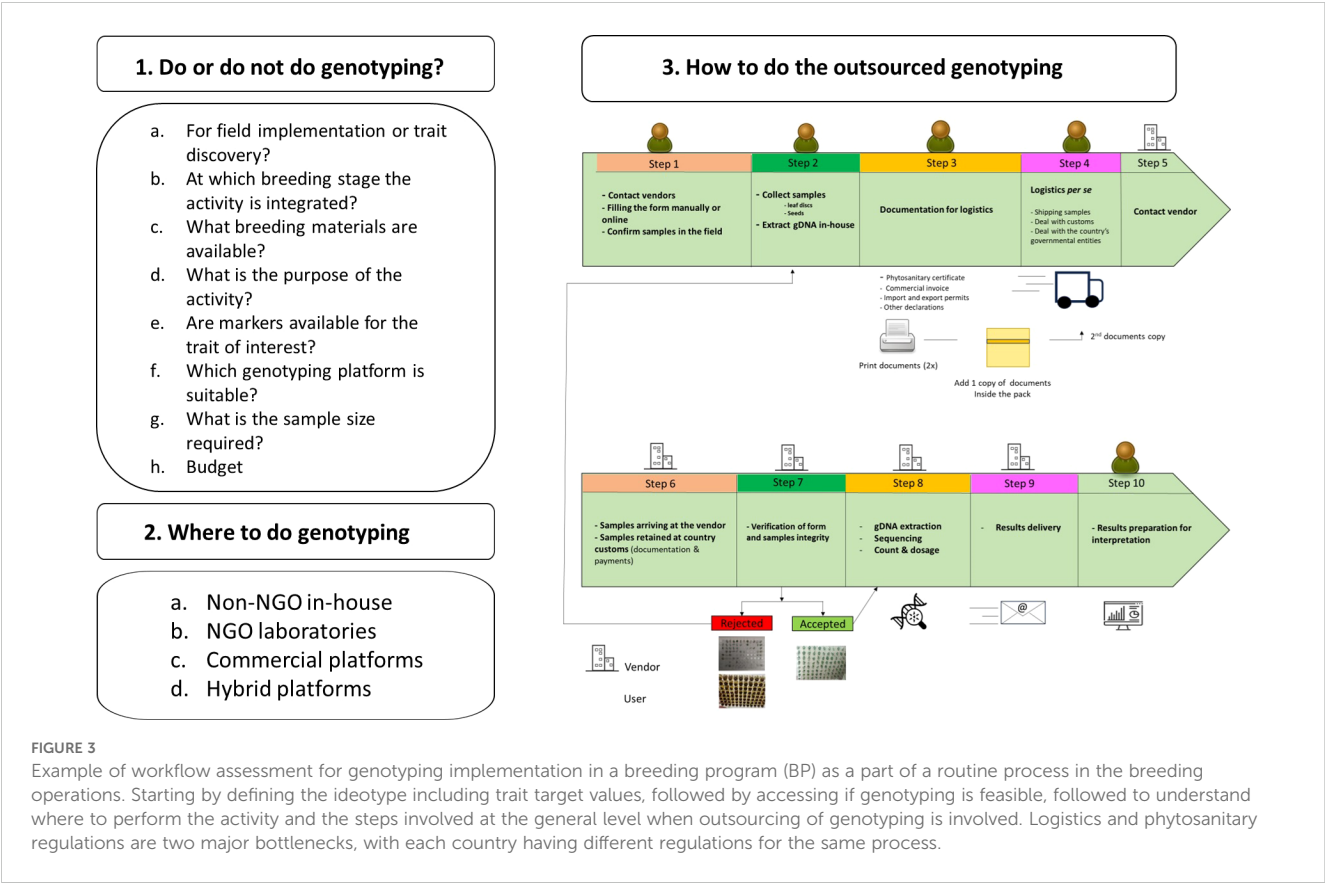 1. Do or do not do genotyping?
a. For field implementation or trait
discovery?
b. At which breeding stage the
activity is integrated?
c. What breeding materials are
available?
d. What is the purpose of the
activity?
e. Are markers available for the
trait of interest?
f. Which genotyping platform is
suitable?
g. What is the sample size
required?
h. Budget
2. Where to do genotyping
a. Non-NGO in-house
b. NGO laboratories
c. Commercial platforms
d. Hybrid platforms
3. How to do the outsourced genotyping
Step 1
- Contact vendors
- Filling the form manually or
online
- Confirm samples in the field
Step 2
- Collect samples
- leaf discs
- Seeds
- Extract gDNA in-house
Step 3
Documentation for logistics
Step 4
Logistics per se
- Shipping samples
- Deal with customs
- Deal with the country's
governmental entities
Step 5
Contact vendor
- Phytosanitary certificate
- Commercial invoice
- Import and export permits
- Other declarations
Print documents (2x)
Add 1 copy of documents
Inside the pack
2nd documents copy
Step 6
- Samples arriving at the vendor
- Samples retained at country
customs (documentation &
payments)
Step 7
- Verification of form
and samples integrity
Step 8
- gDNA extraction
- Sequencing
- Count & dosage
Step 9
- Results delivery
Step 10
- Results preparation for
interpretation
Rejected
Accepted
@
Vendor
User
FIGURE 3
Example of workflow assessment for genotyping implementation in a breeding program (BP) as a part of a routine process in the breeding
operations. Starting by defining the ideotype including trait target values, followed by accessing if genotyping is feasible, followed to understand
where to perform the activity and the steps involved at the general level when outsourcing of genotyping is involved. Logistics and phytosanitary
regulations are two major bottlenecks, with each country having different regulations for the same process.